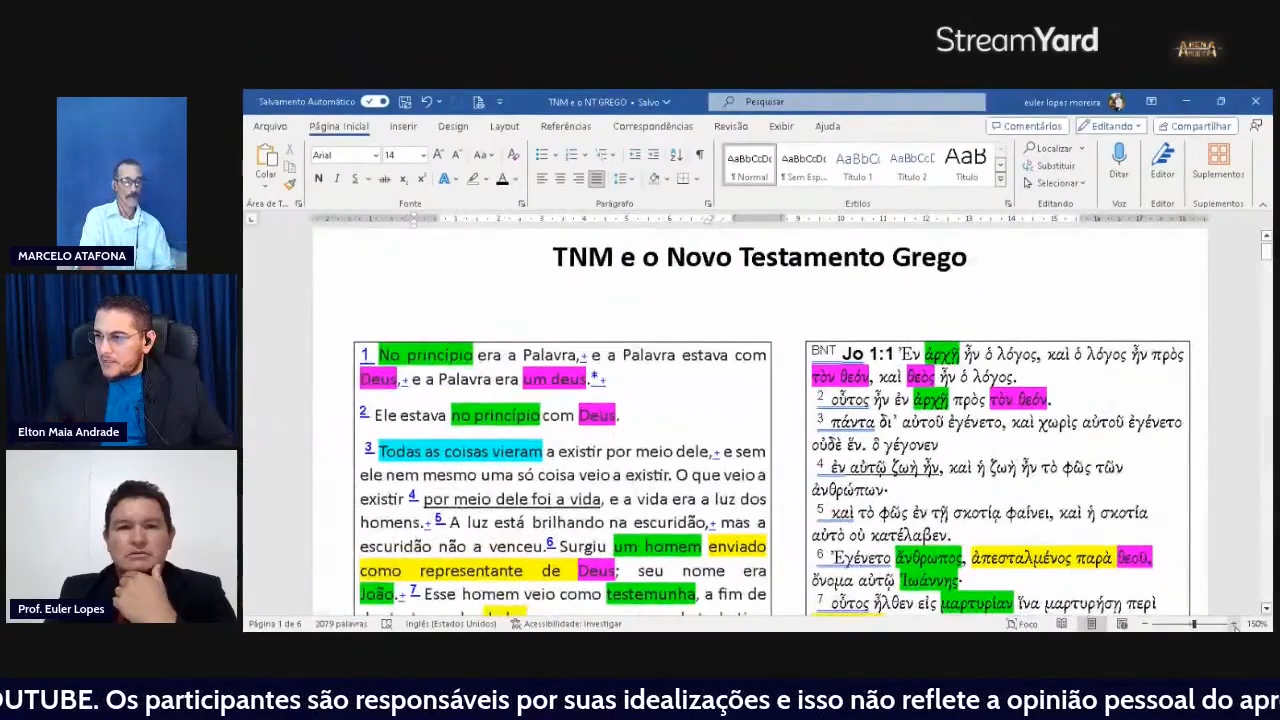 StreamYard
ARENA
Salvamento Automático
TNM e o NT GREGO • Salvo
Pesquisar
euler lopes moreira
Arquivo Página Inicial Inserir Design Layout Referências Correspondências Revisão Exibir Ajuda
Comentários Editando Compartilhar
Colar
Arial 14
N I S
AaBbCcDc AaBbCcDc AaBbCc AaBbCcD AaB
¶ Normal ¶ Sem Esp... Título 1 Título 2 Título
Localizar
Substituir
Selecionar
Ditar Editor Suplementos
Área de T... Fonte Parágrafo Estilos Editando Voz Editor Suplementos
TNM e o Novo Testamento Grego
1 No princípio era a Palavra,+ e a Palavra estava com
Deus,+ e a Palavra era um deus.*+
2 Ele estava no princípio com Deus.
3 Todas as coisas vieram a existir por meio dele,+ e sem
ele nem mesmo uma só coisa veio a existir. O que veio a
existir 4 por meio dele foi a vida, e a vida era a luz dos
homens.+ 5 A luz está brilhando na escuridão,+ mas a
escuridão não a venceu.6 Surgiu um homem enviado
como representante de Deus; seu nome era
João.+ 7 Esse homem veio como testemunha, a fim de
BNT Jo 1:1 Ἐν ἀρχῇ ἦν ὁ λόγος, καὶ ὁ λόγος ἦν πρὸς
τὸν θεόν, καὶ θεὸς ἦν ὁ λόγος.
2 οὗτος ἦν ἐν ἀρχῇ πρὸς τὸν θεόν.
3 πάντα δι' αὐτοῦ ἐγένετο, καὶ χωρὶς αὐτοῦ ἐγένετο
οὐδὲ ἕν. ὃ γέγονεν
4 ἐν αὐτῷ ζωὴ ἦν, καὶ ἡ ζωὴ ἦν τὸ φῶς τῶν
ἀνθρώπων·
5 καὶ τὸ φῶς ἐν τῇ σκοτίᾳ φαίνει, καὶ ἡ σκοτία
αὐτὸ οὐ κατέλαβεν.
6 Ἐγένετο ἄνθρωπος, ἀπεσταλμένος παρὰ θεοῦ,
ὄνομα αὐτῷ Ἰωάννης·
7 οὗτος ἦλθεν εἰς μαρτυρίαν ἵνα μαρτυρήσῃ περὶ
Página 1 de 6 2079 palavras Inglês (Estados Unidos) Acessibilidade: Investigar Foco 150%
MARCELO ATAFONA
Elton Maia Andrade
Prof. Euler Lopes
OUTUBE. Os participantes são responsáveis por suas idealizações e isso não reflete a opinião pessoal do apr